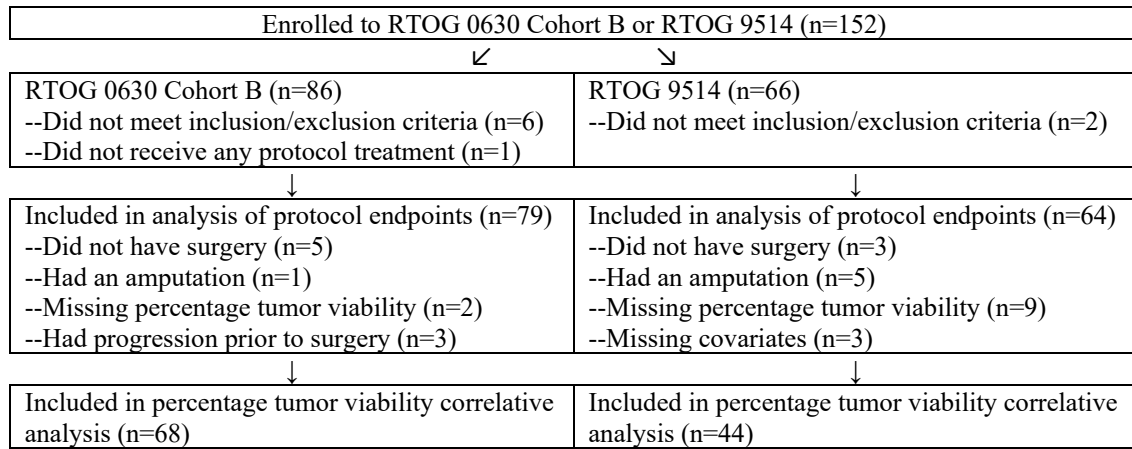 Enrolled to RTOG 0630 Cohort B or RTOG 9514 (n=152)
↙ ↘
RTOG 0630 Cohort B (n=86)
--Did not meet inclusion/exclusion criteria (n=6)
--Did not receive any protocol treatment (n=1)
RTOG 9514 (n=66)
--Did not meet inclusion/exclusion criteria (n=2)
↓ ↓
Included in analysis of protocol endpoints (n=79)
--Did not have surgery (n=5)
--Had an amputation (n=1)
--Missing percentage tumor viability (n=2)
--Had progression prior to surgery (n=3)
Included in analysis of protocol endpoints (n=64)
--Did not have surgery (n=3)
--Had an amputation (n=5)
--Missing percentage tumor viability (n=9)
--Missing covariates (n=3)
↓ ↓
Included in percentage tumor viability correlative
analysis (n=68)
Included in percentage tumor viability correlative
analysis (n=44)